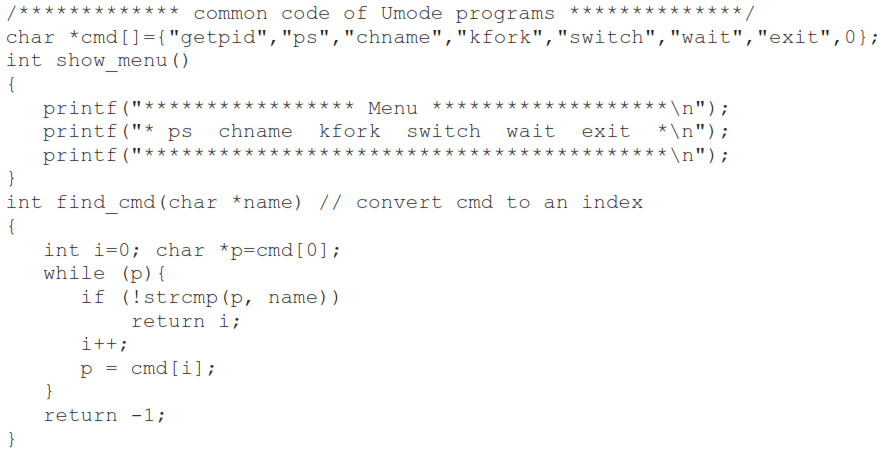 /************* common code of Umode programs **************/
char *cmd[]={"getpid","ps","chname","kfork","switch","wait","exit",0};
int show_menu()
{
   printf("***************** Menu *******************\n");
   printf("* ps  chname  kfork  switch  wait  exit  *\n");
   printf("******************************************\n");
}
int find_cmd(char *name) // convert cmd to an index
{
   int i=0; char *p=cmd[0];
   while (p){
      if (!strcmp(p, name))
          return i;
      i++;
      p = cmd[i];
   }
   return -1;
}